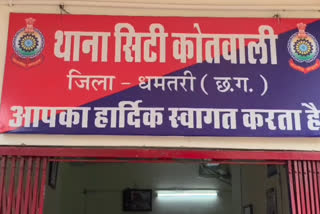 थाना सिटी कोतवाली
जिला - धमतरी ( छ.ग. )
आपका हार्दिक स्वागत करता है